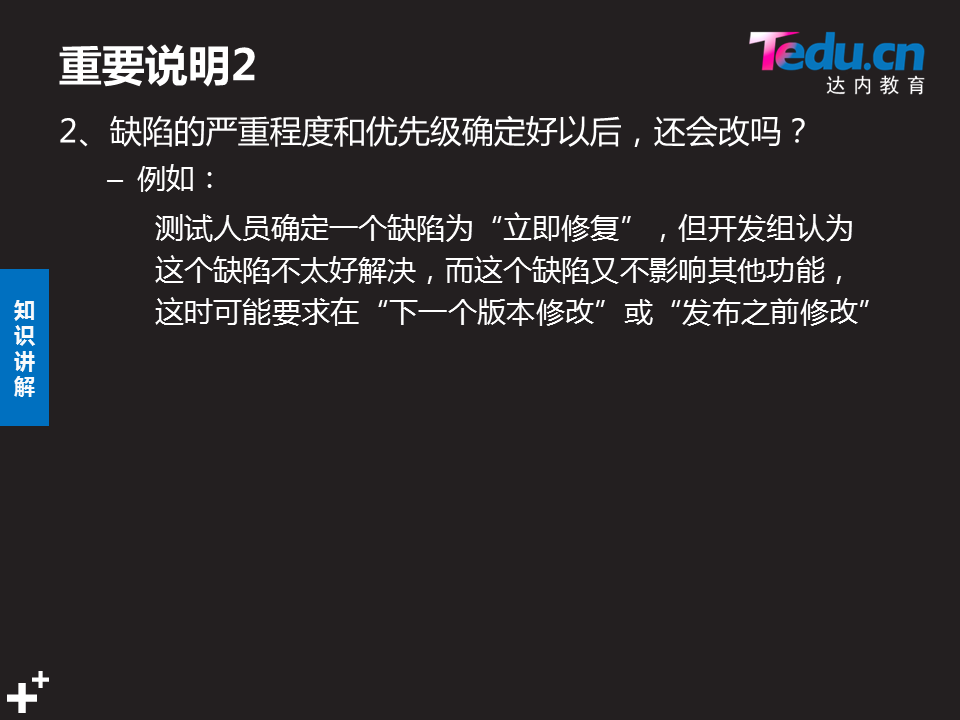 重要说明2
Tedu.cn
达内教育
2、缺陷的严重程度和优先级确定好以后，还会改吗？
– 例如：
测试人员确定一个缺陷为“立即修复”，但开发组认为
这个缺陷不太好解决，而这个缺陷又不影响其他功能，
这时可能要求在“下一个版本修改”或“发布之前修改”
知
识
讲
解